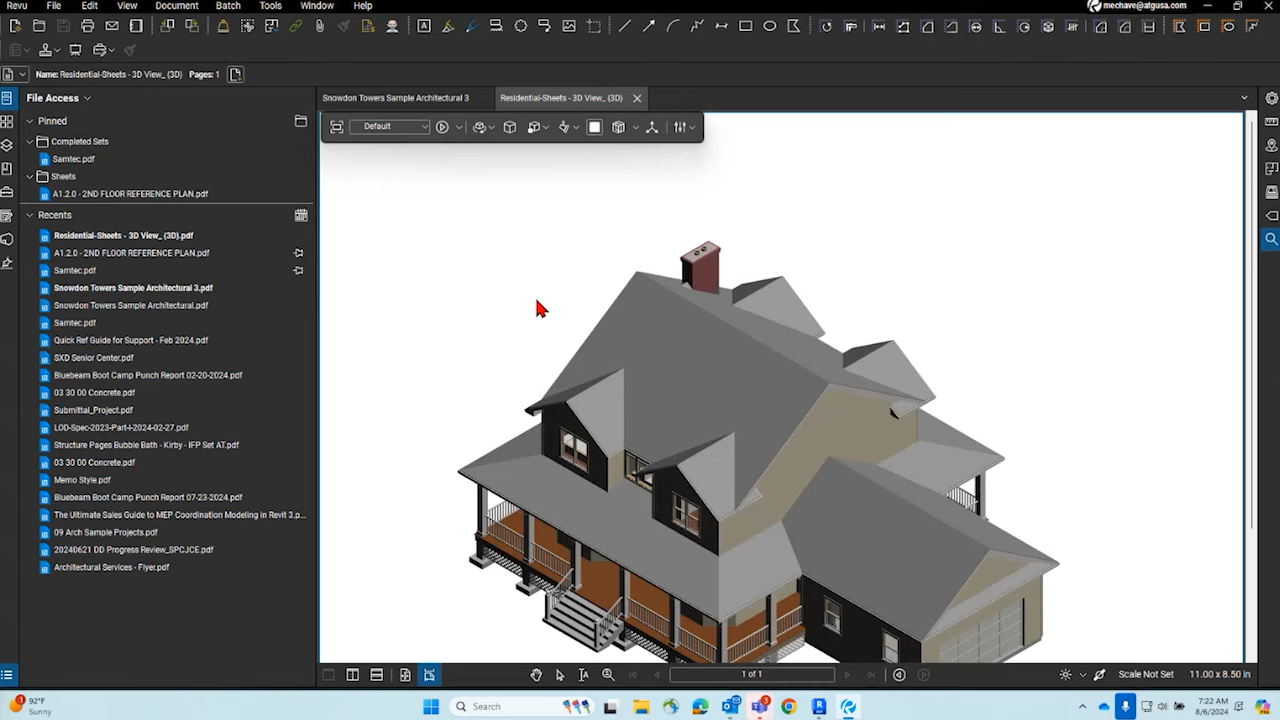 Revu File Edit View Document Batch Tools Window Help
mechave@atgusa.com
Name: Residential-Sheets - 3D View_ (3D) Pages: 1
File Access
Snowdon Towers Sample Architectural 3
Residential-Sheets - 3D View_ (3D)
Pinned
Default
Completed Sets
Samtec.pdf
Sheets
A1.2.0 - 2ND FLOOR REFERENCE PLAN.pdf
Recents
Residential-Sheets - 3D View_ (3D).pdf
A1.2.0 - 2ND FLOOR REFERENCE PLAN.pdf
Samtec.pdf
Snowdon Towers Sample Architectural 3.pdf
Snowdon Towers Sample Architectural.pdf
Samtec.pdf
Quick Ref Guide for Support - Feb 2024.pdf
SXD Senior Center.pdf
Bluebeam Boot Camp Punch Report 02-20-2024.pdf
03 30 00 Concrete.pdf
Submittal_Project.pdf
LOD-Spec-2023-Part-I-2024-02-27.pdf
Structure Pages Bubble Bath - Kirby - IFP Set AT.pdf
03 30 00 Concrete.pdf
Memo Style.pdf
Bluebeam Boot Camp Punch Report 07-23-2024.pdf
The Ultimate Sales Guide to MEP Coordination Modeling in Revit 3.p...
09 Arch Sample Projects.pdf
20240621 DD Progress Review_SPCJCE.pdf
Architectural Services - Flyer.pdf
1 of 1
Scale Not Set
11.00 x 8.50 in
92°F
Sunny
Search
7:22 AM
8/6/2024